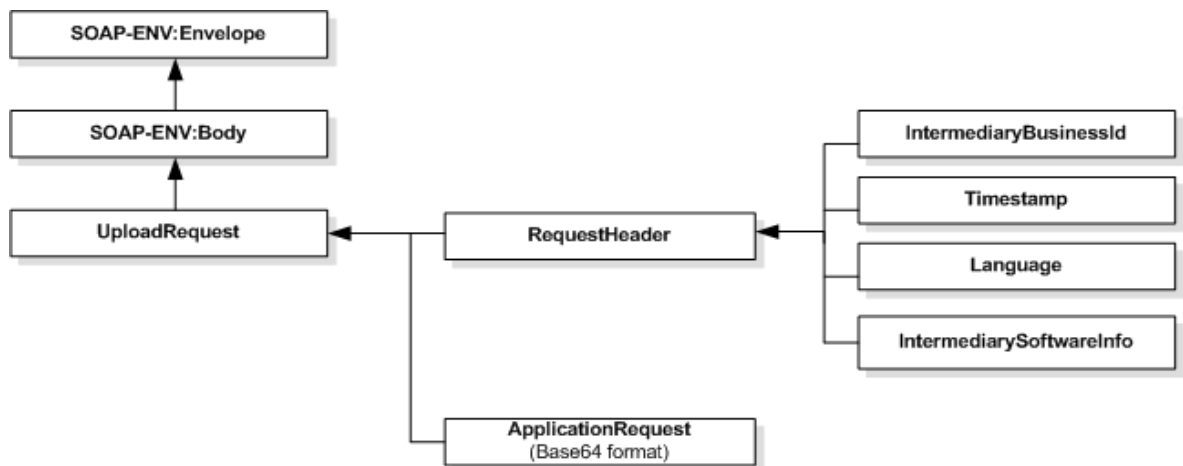 SOAP-ENV:Envelope
SOAP-ENV:Body
UploadRequest
RequestHeader
IntermediaryBusinessId
Timestamp
Language
IntermediarySoftwareInfo
ApplicationRequest
(Base64 format)